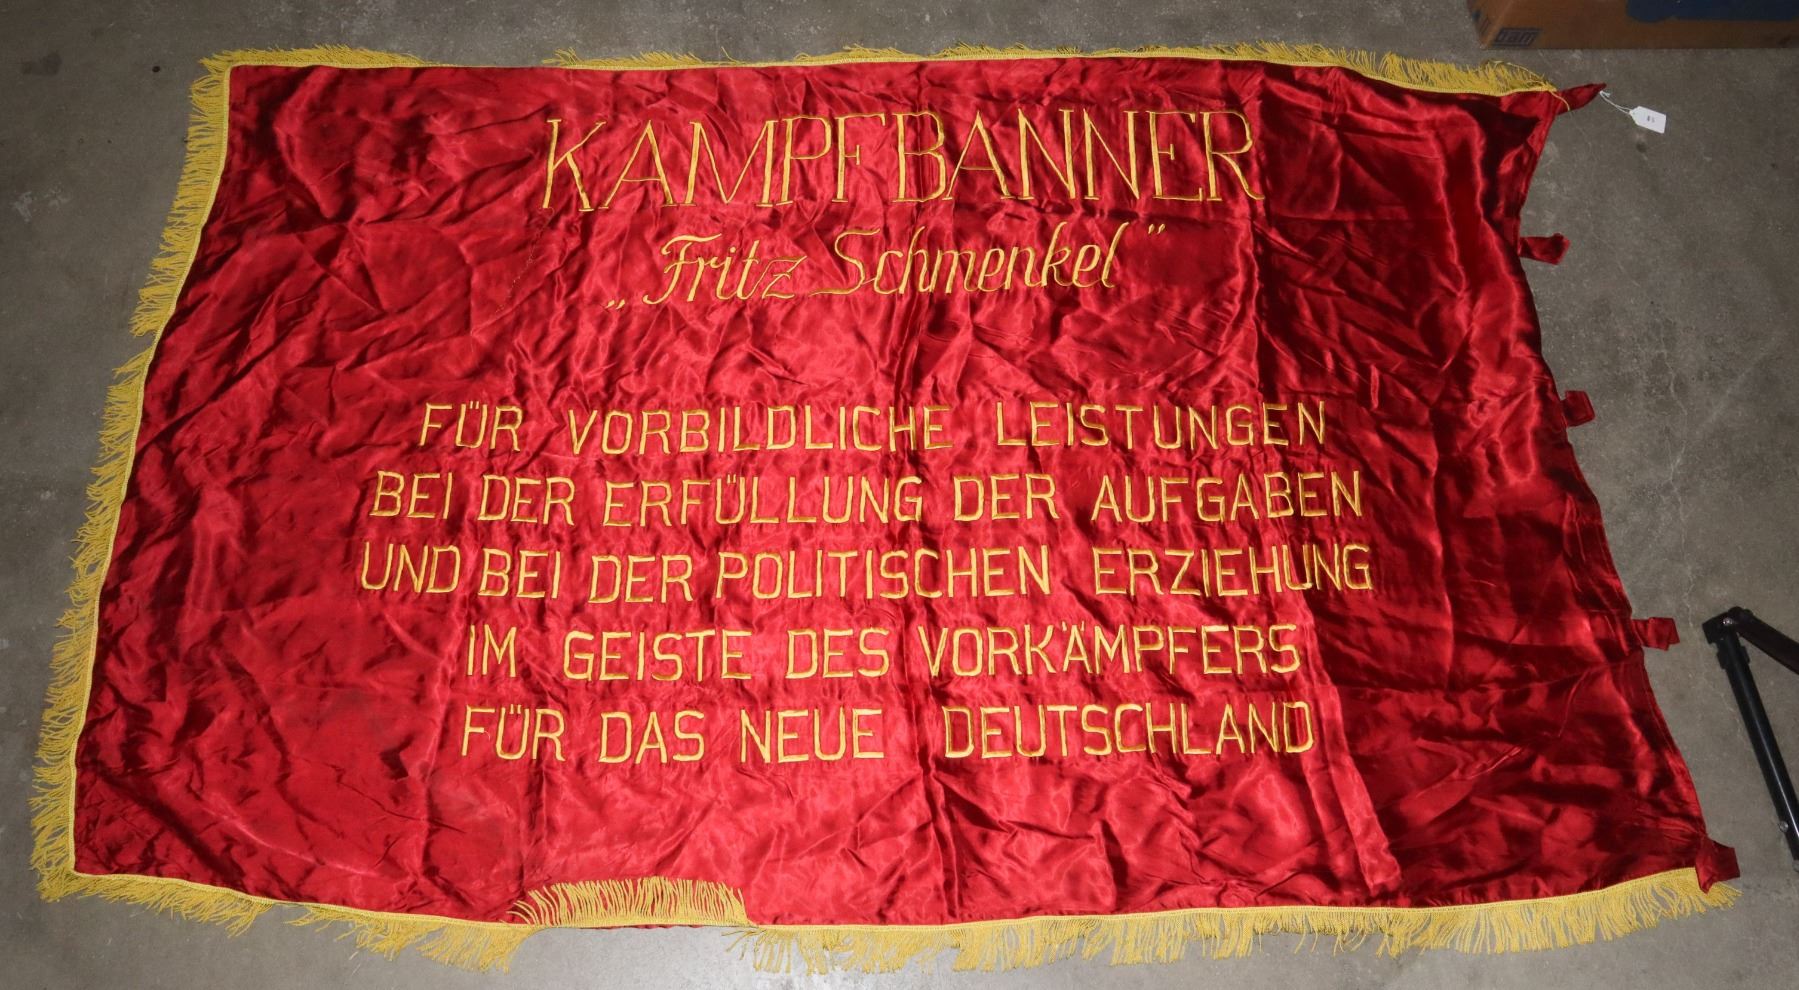 KAMPFBANNER
„Fritz Schmenkel"
FÜR VORBILDLICHE LEISTUNGEN
BEI DER ERFÜLLUNG DER AUFGABEN
UND BEI DER POLITISCHEN ERZIEHUNG
IM GEISTE DES VORKÄMPFERS
FÜR DAS NEUE DEUTSCHLAND